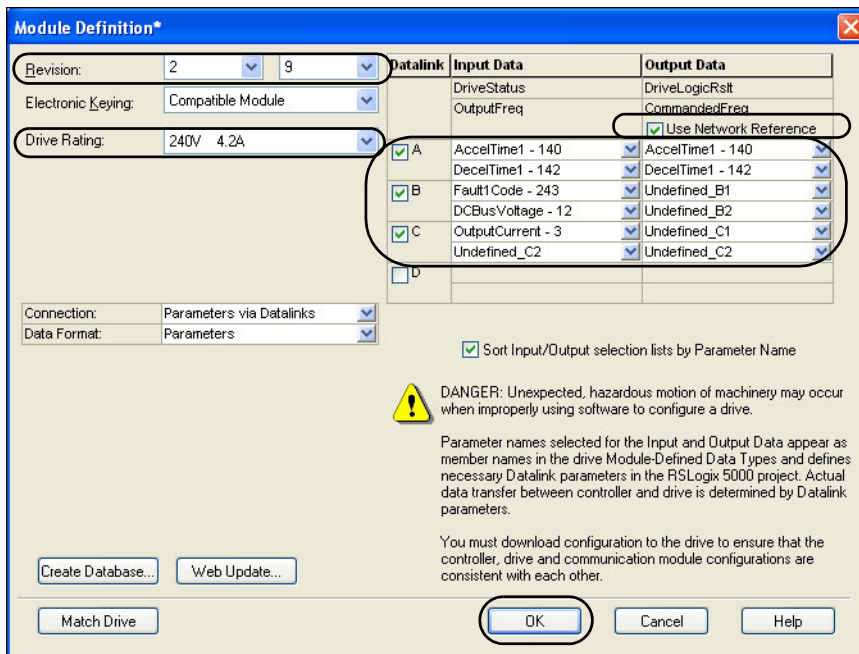 Module Definition*
Revision: 2 9
Electronic Keying: Compatible Module
Drive Rating: 240V 4.2A
Connection: Parameters via Datalinks
Data Format: Parameters
Datalink Input Data Output Data
DriveStatus DriveLogicRslt
OutputFreq CommandedFreq
Use Network Reference
A AccelTime1 - 140 AccelTime1 - 140
DecelTime1 - 142 DecelTime1 - 142
B Fault1Code - 243 Undefined_B1
DCBusVoltage - 12 Undefined_B2
C OutputCurrent - 3 Undefined_C1
Undefined_C2 Undefined_C2
D
Sort Input/Output selection lists by Parameter Name
DANGER: Unexpected, hazardous motion of machinery may occur
when improperly using software to configure a drive.
Parameter names selected for the Input and Output Data appear as
member names in the drive Module-Defined Data Types and defines
necessary Datalink parameters in the RSLogix 5000 project. Actual
data transfer between controller and drive is determined by Datalink
parameters.
You must download configuration to the drive to ensure that the
controller, drive and communication module configurations are
consistent with each other.
Create Database... Web Update...
Match Drive OK Cancel Help